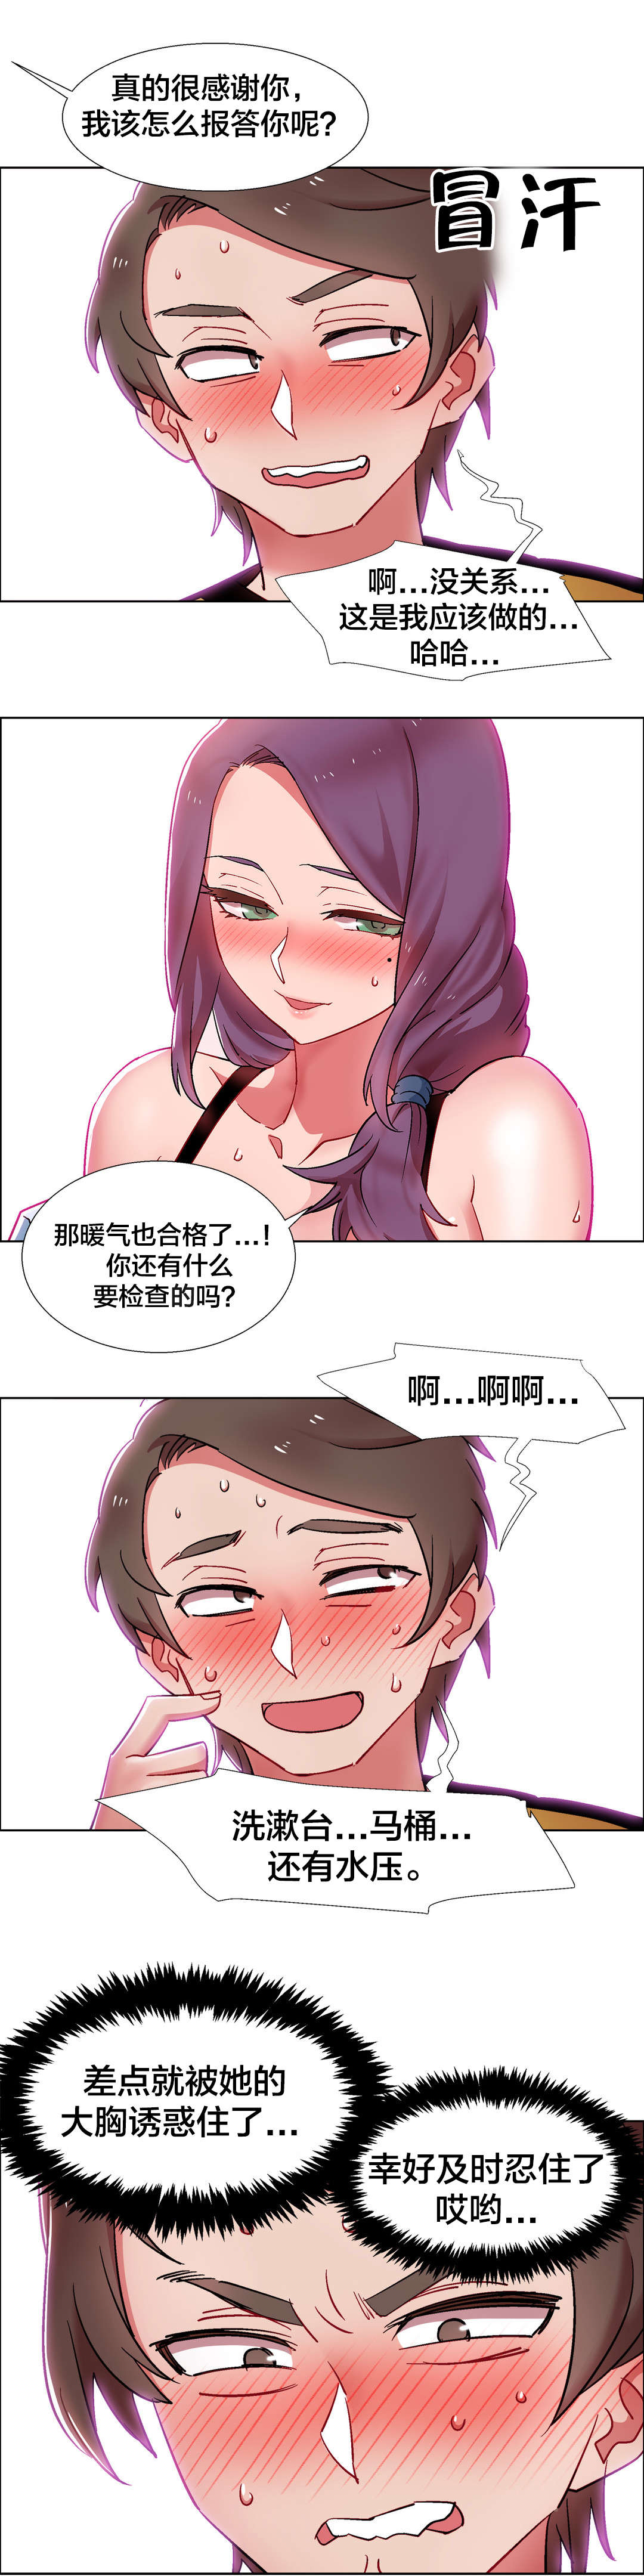 真的很感谢你，
我该怎么报答你呢？
冒汗
啊...没关系...
这是我应该做的...
哈哈...
那暖气也合格了...！
你还有什么
要检查的吗？
啊...啊啊...
洗漱台...马桶...
还有水压。
差点就被她的
大胸诱惑住了...
幸好及时忍住了
哎哟...